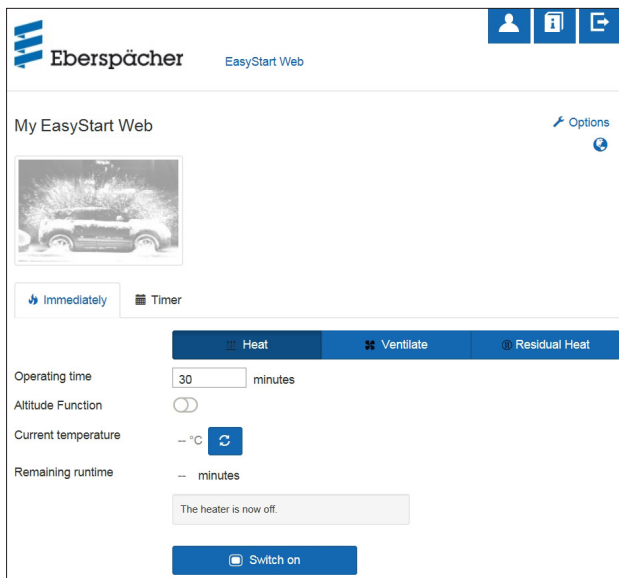 Eberspächer
EasyStart Web
My EasyStart Web
Options
Immediately
Timer
Heat
Ventilate
Residual Heat
Operating time
30 minutes
Altitude Function
Current temperature
-- °C
Remaining runtime
-- minutes
The heater is now off.
Switch on